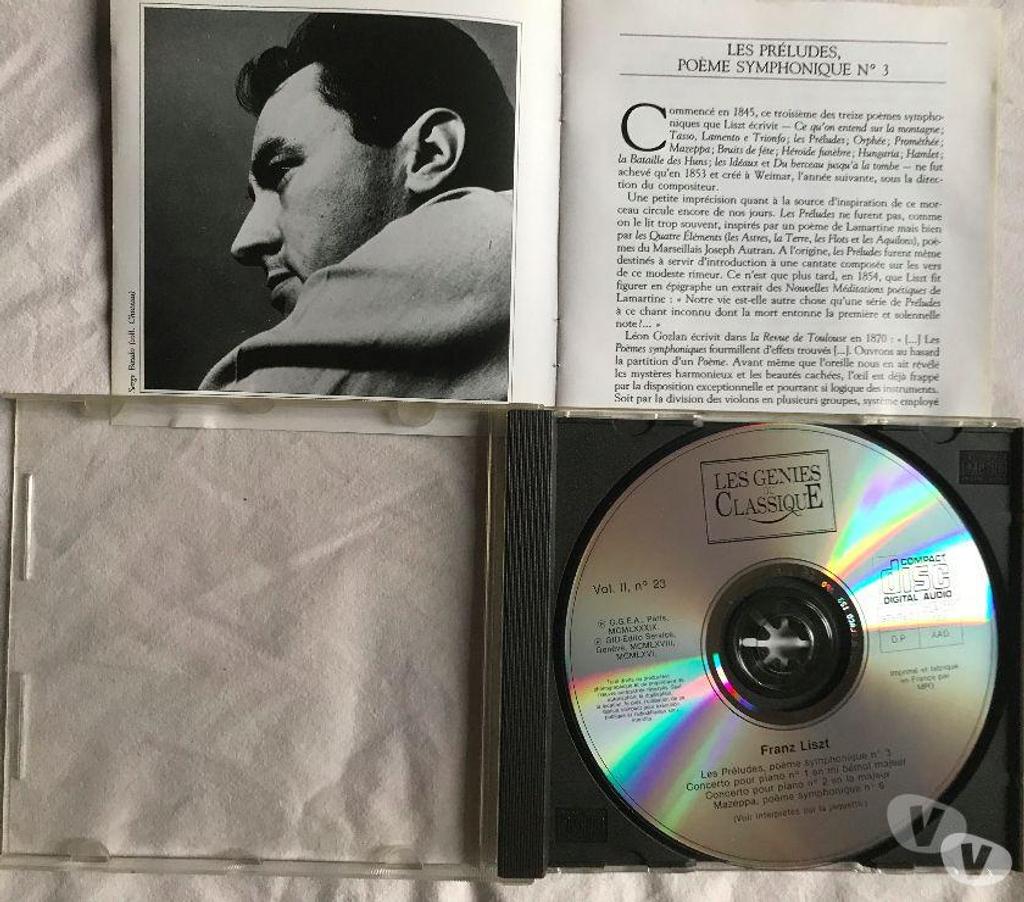 LES PRÉLUDES,
POÈME SYMPHONIQUE N° 3
Commencé en 1845, ce troisième des treize poèmes sympho-
niques que Liszt écrivit — Ce qu'on entend sur la montagne;
Tasso, Lamento e Trionfo; les Préludes; Orphée; Prométhée;
Mazeppa; Bruits de fête; Héroïde funèbre; Hungaria; Hamlet;
la Bataille des Huns; les Idéaux et Du berceau jusqu'a la tombe — ne fut
achevé qu'en 1853 et créé à Weimar, l'année suivante, sous la direc-
tion du compositeur.
Une petite imprécision quant à la source d'inspiration de ce mor-
ceau circule encore de nos jours. Les Préludes ne furent pas, comme
on le lit trop souvent, inspirés par un poème de Lamartine mais bien
par les Quatre Éléments (les Astres, la Terre, les Flots et les Aquilons), poè-
mes du Marseillais Joseph Autran. A l'origine, les Préludes furent même
destinés à servir d'introduction à une cantate composée sur les vers
de ce modeste rimeur. Ce n'est que plus tard, en 1854, que Liszt fit
figurer en épigraphe un extrait des Nouvelles Méditations poétiques de
Lamartine : « Notre vie est-elle autre chose qu'une série de Préludes
à ce chant inconnu dont la mort entonne la première et solennelle
note?... »
Léon Gozlan écrivit dans la Revue de Toulouse en 1870 : « [...] Les
Poèmes symphoniques fourmillent d'effets trouvés [...]. Ouvrons au hasard
la partition d'un Poème. Avant même que l'oreille nous en ait révélé
les mystères harmonieux et les beautés cachées, l'œil est déjà frappé
par la disposition exceptionnelle et pourtant si logique des instruments.
Soit par la division des violons en plusieurs groupes, système employé
LES GÉNIES
DU
CLASSIQUE
Vol. II, n° 23
℗ G.G.E.A., Paris,
MCMLXXXIX.
℗ GID-Edito Service,
Genève, MCMLXVIII,
MCMLXVI.
COMPACT
disc
DIGITAL AUDIO
D.P. AAD
Imprimé et fabriqué
en France par
MPO
Franz Liszt
Les Préludes, poème symphonique n° 3
Concerto pour piano n° 1 en mi bémol majeur
Concerto pour piano n° 2 en la majeur
Mazeppa, poème symphonique n° 6
(Voir interprètes sur la jaquette.)
VV